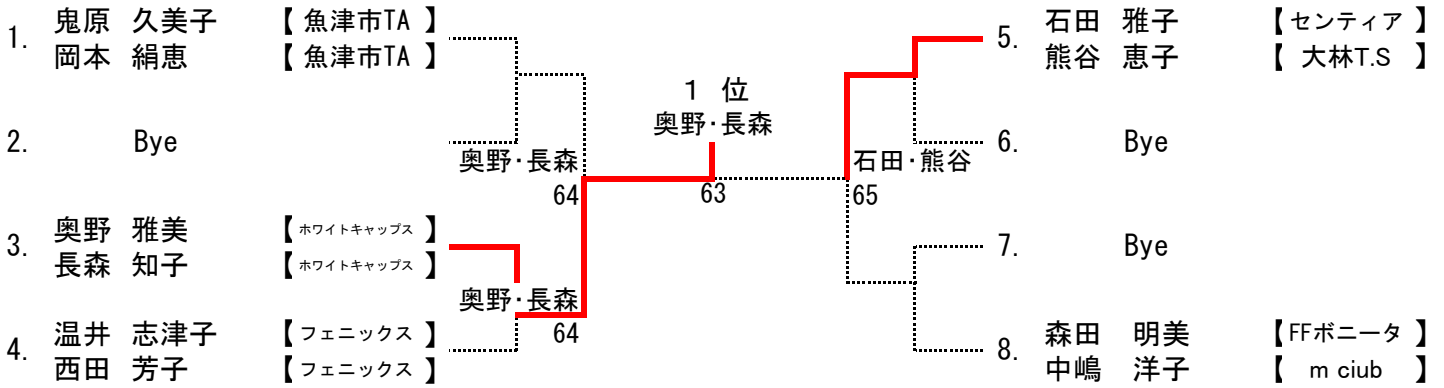 1. 鬼原 久美子 【 魚津市TA 】
岡本 絹恵 【 魚津市TA 】
2. Bye
3. 奥野 雅美 【 ホワイトキャップス 】
長森 知子 【 ホワイトキャップス 】
4. 温井 志津子 【 フェニックス 】
西田 芳子 【 フェニックス 】
奥野・長森
64
奥野・長森
64
1 位
奥野・長森
63
石田・熊谷
65
5. 石田 雅子 【 センティア 】
熊谷 恵子 【 大林T.S 】
6. Bye
7. Bye
8. 森田 明美 【 FFボニータ 】
中嶋 洋子 【 m ciub 】